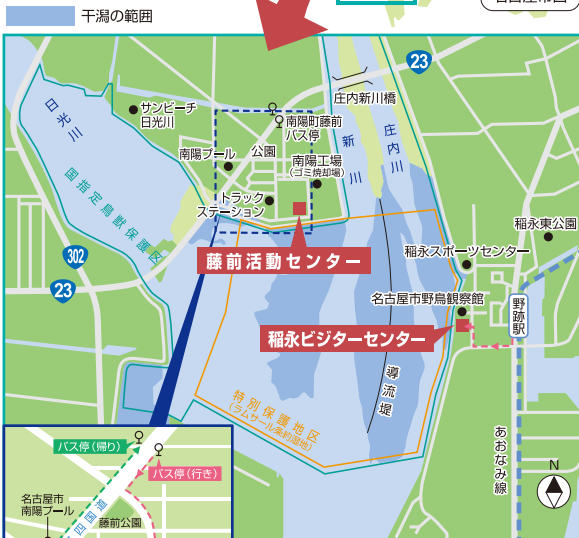 干潟の範囲
23
日光川
サンビーチ
日光川
南陽町藤前
バス停
庄内新川橋
新川
庄内川
南陽プール
公園
南陽工場
(ゴミ焼却場)
国指定鳥獣保護区
トラック
ステーション
稲永東公園
302
23
藤前活動センター
稲永スポーツセンター
名古屋市野鳥観察館
野跡駅
稲永ビジターセンター
導流堤
特別保護地区
(ラムサール条約湿地)
あおなみ線
N
バス停(帰り)
バス停(行き)
名古屋市
南陽プール
藤前公園
四国道